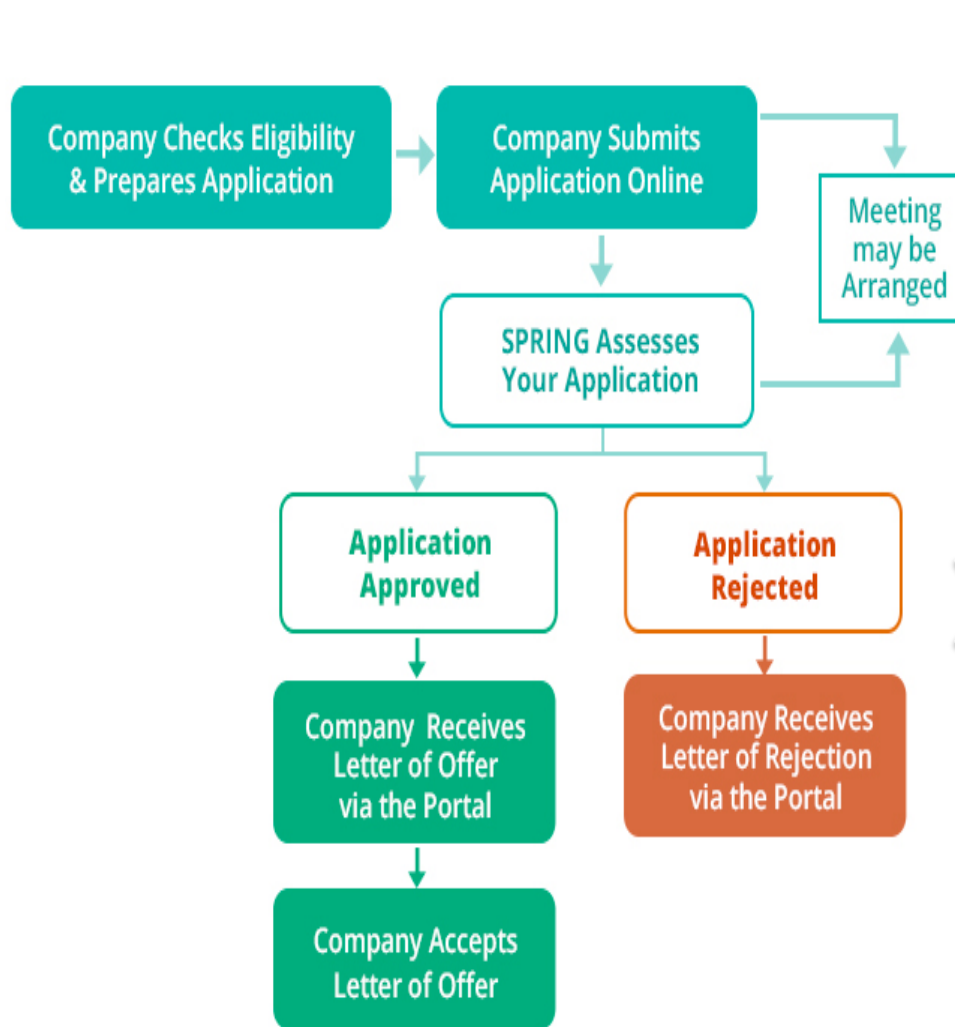 Company Checks Eligibility
& Prepares Application
Company Submits
Application Online
Meeting
may be
Arranged
SPRING Assesses
Your Application
Application
Approved
Application
Rejected
Company Receives
Letter of Offer
via the Portal
Company Receives
Letter of Rejection
via the Portal
Company Accepts
Letter of Offer